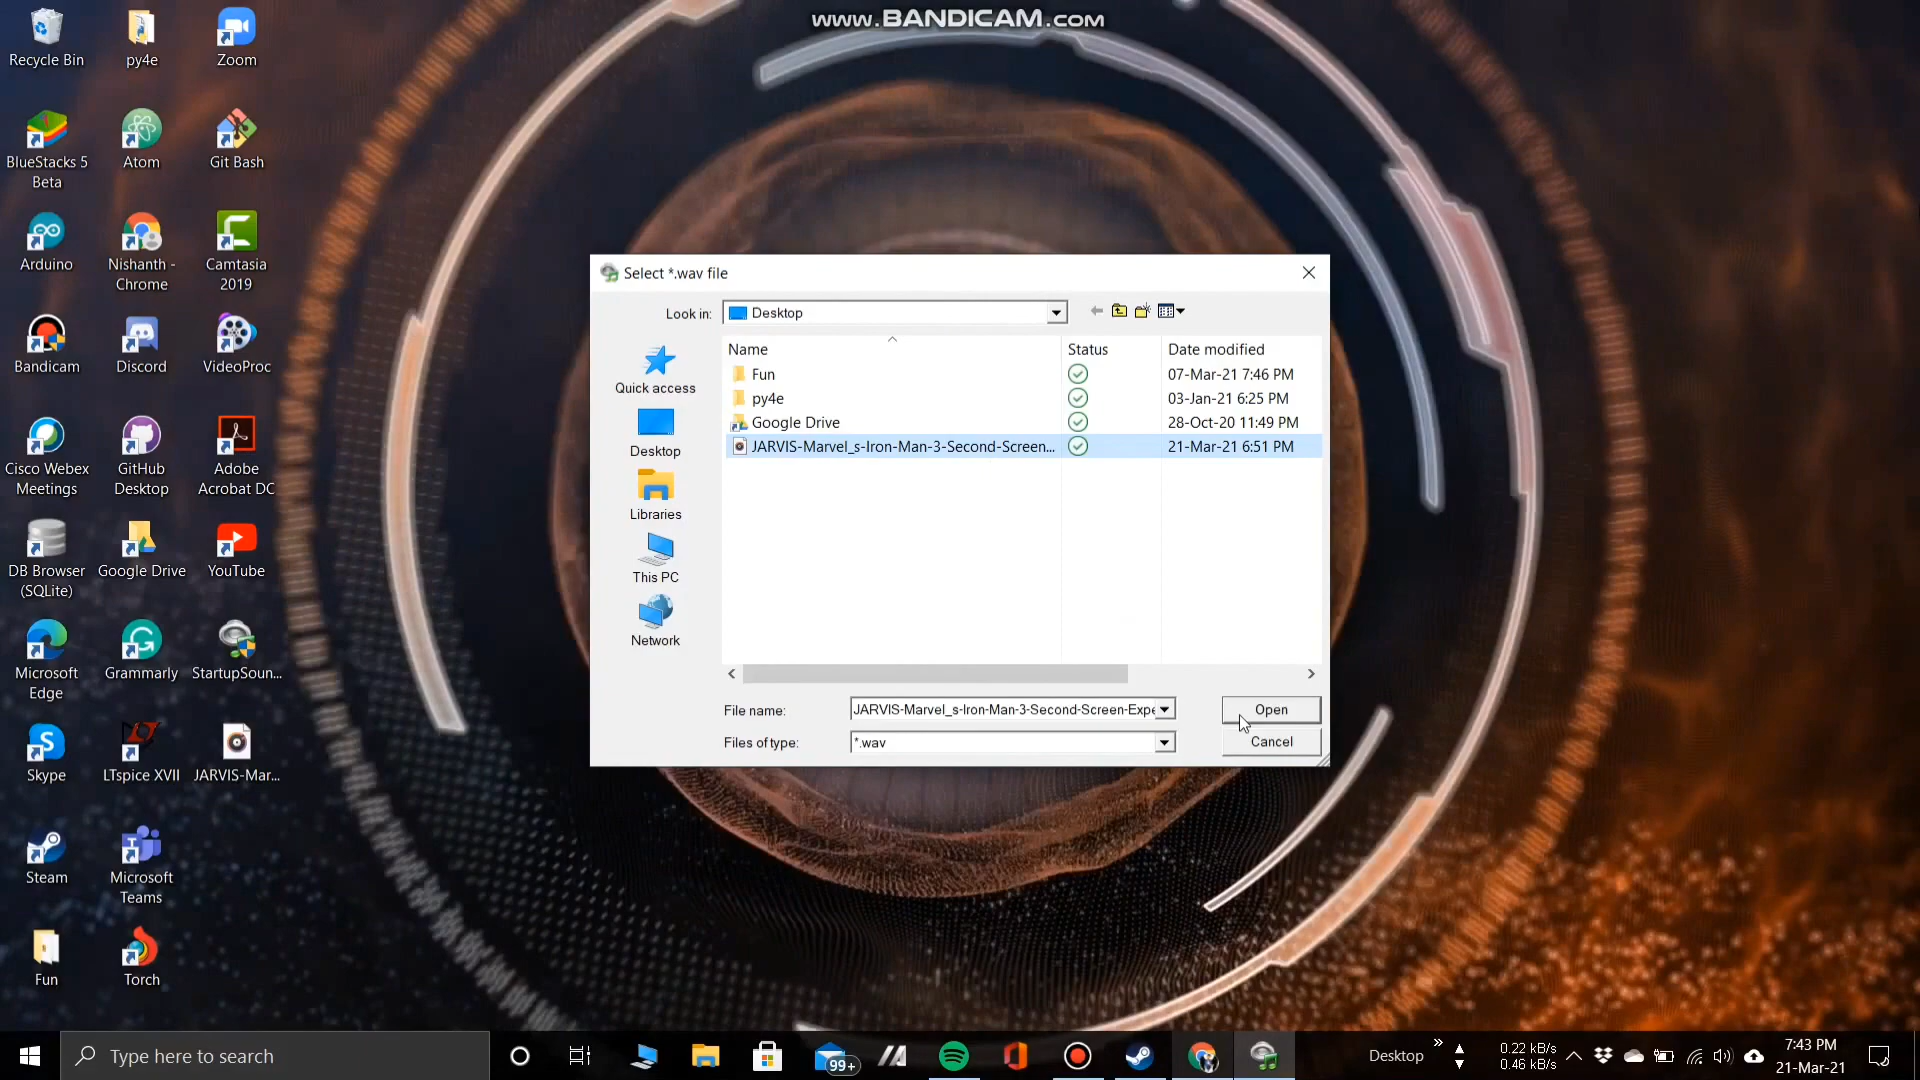 www.BANDICAM.com
Recycle Bin
py4e
Zoom
BlueStacks 5
Beta
Atom
Git Bash
Arduino
Nishanth -
Chrome
Camtasia
2019
Bandicam
Discord
VideoProc
Cisco Webex
Meetings
GitHub
Desktop
Adobe
Acrobat DC
DB Browser
(SQLite)
Google Drive
YouTube
Microsoft
Edge
Grammarly
StartupSoun...
Skype
LTspice XVII
JARVIS-Mar...
Steam
Microsoft
Teams
Fun
Torch
Select *.wav file
Look in:
Desktop
Quick access
Desktop
Libraries
This PC
Network
Name Status Date modified
Fun 07-Mar-21 7:46 PM
py4e 03-Jan-21 6:25 PM
Google Drive 28-Oct-20 11:49 PM
JARVIS-Marvel_s-Iron-Man-3-Second-Screen... 21-Mar-21 6:51 PM
File name: JARVIS-Marvel_s-Iron-Man-3-Second-Screen-Expe Open
Files of type: *.wav Cancel
Type here to search
99+
Desktop
0.22 kB/s
0.46 kB/s
7:43 PM
21-Mar-21